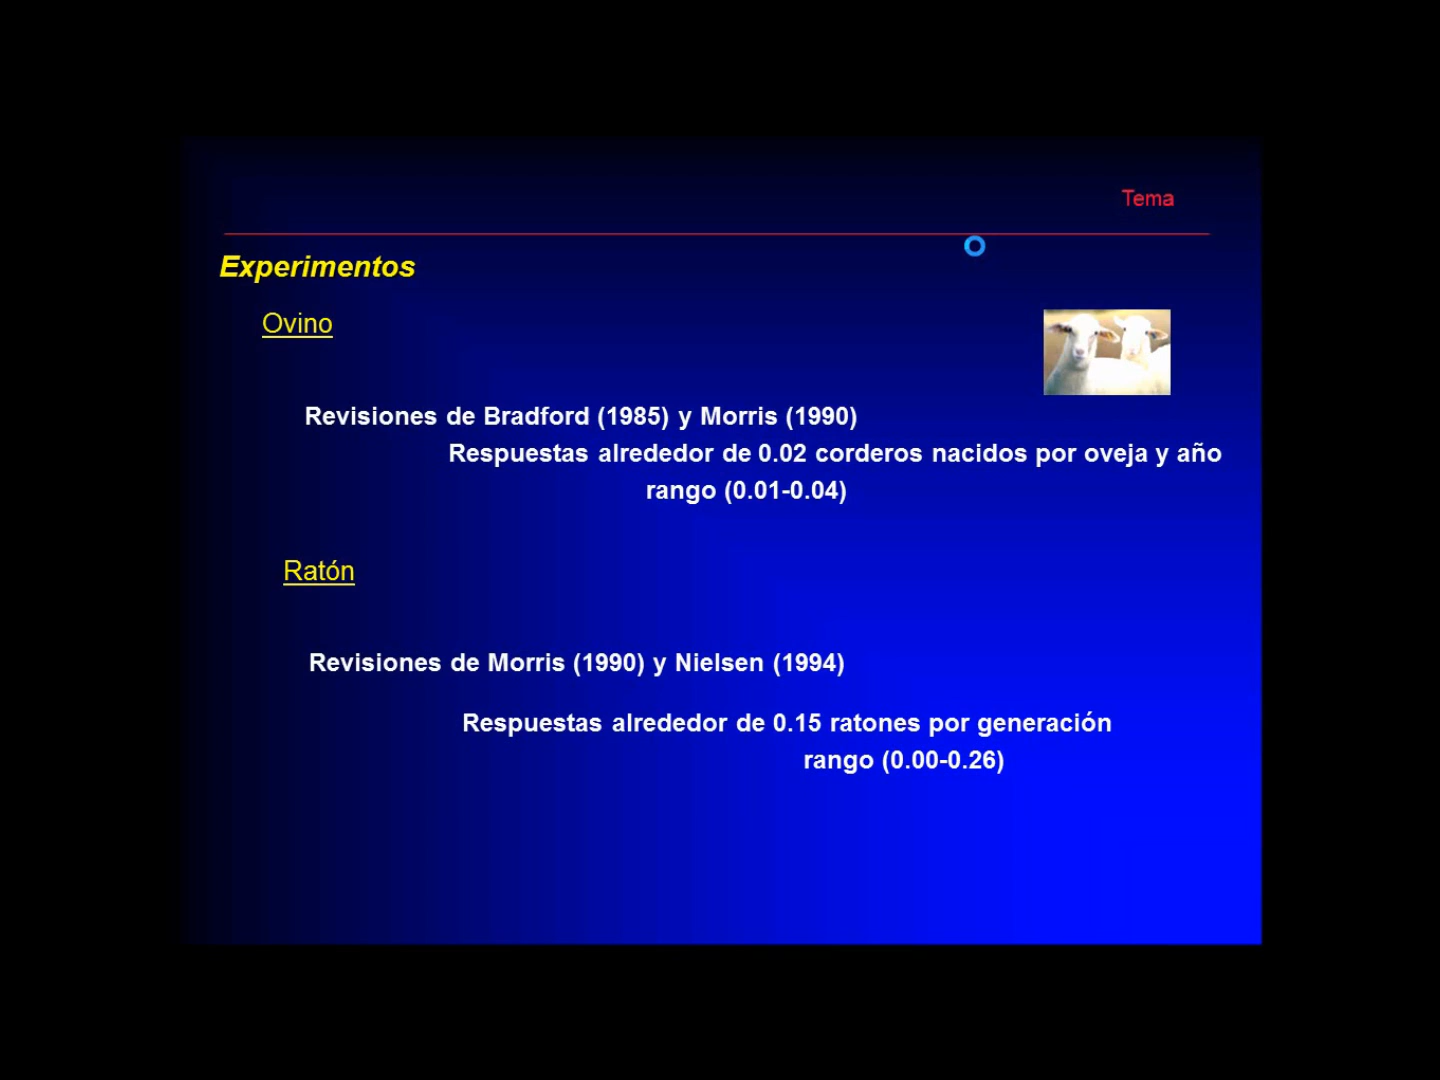 Tema
Experimentos
Ovino
Revisiones de Bradford (1985) y Morris (1990)
Respuestas alrededor de 0.02 corderos nacidos por oveja y año
rango (0.01-0.04)
Ratón
Revisiones de Morris (1990) y Nielsen (1994)
Respuestas alrededor de 0.15 ratones por generación
rango (0.00-0.26)